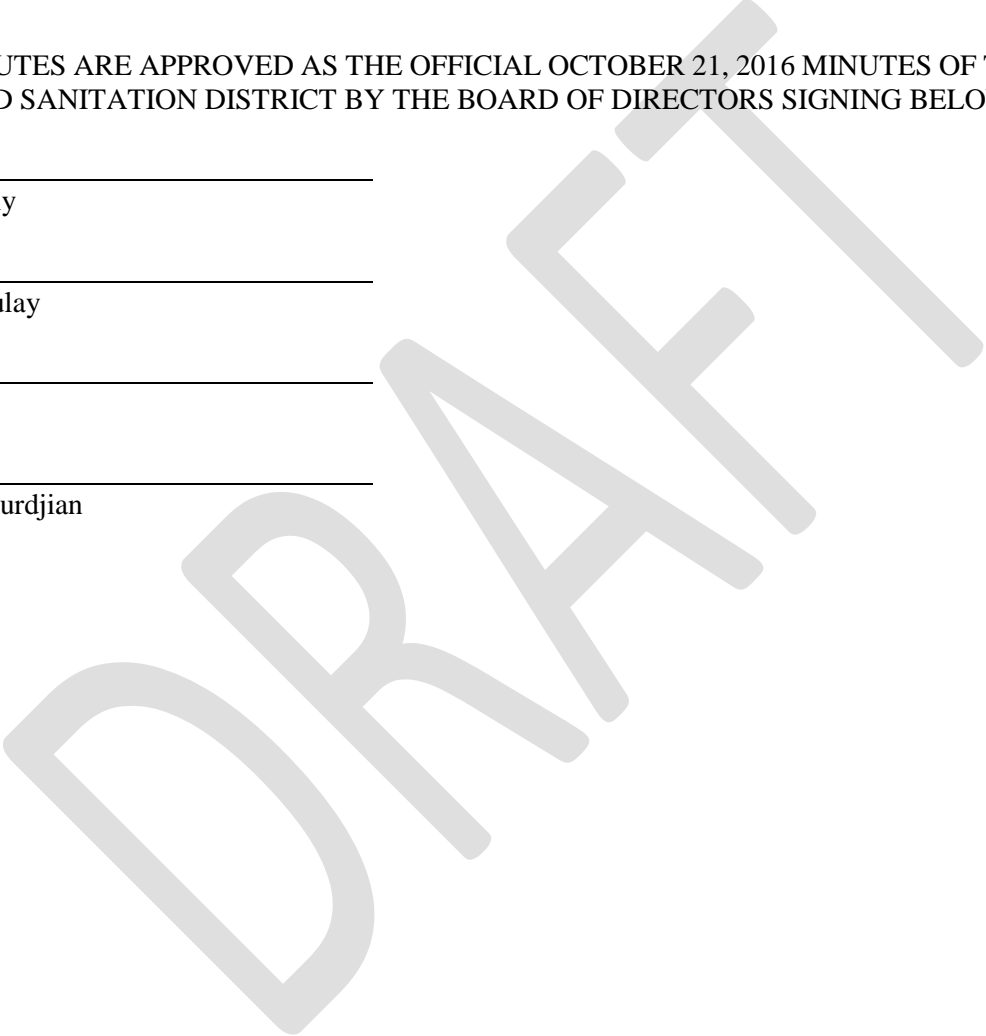 UTES ARE APPROVED AS THE OFFICIAL OCTOBER 21, 2016 MINUTES OF
D SANITATION DISTRICT BY THE BOARD OF DIRECTORS SIGNING BELO
y
ulay
urdjian
DRAFT